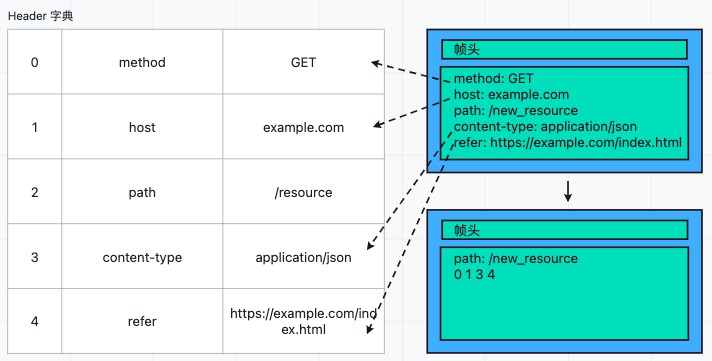 Header 字典
0 method GET
1 host example.com
2 path /resource
3 content-type application/json
4 refer https://example.com/ind
ex.html
帧头
method: GET
host: example.com
path: /new_resource
content-type: application/json
refer: https://example.com/index.html
帧头
path: /new_resource
0 1 3 4